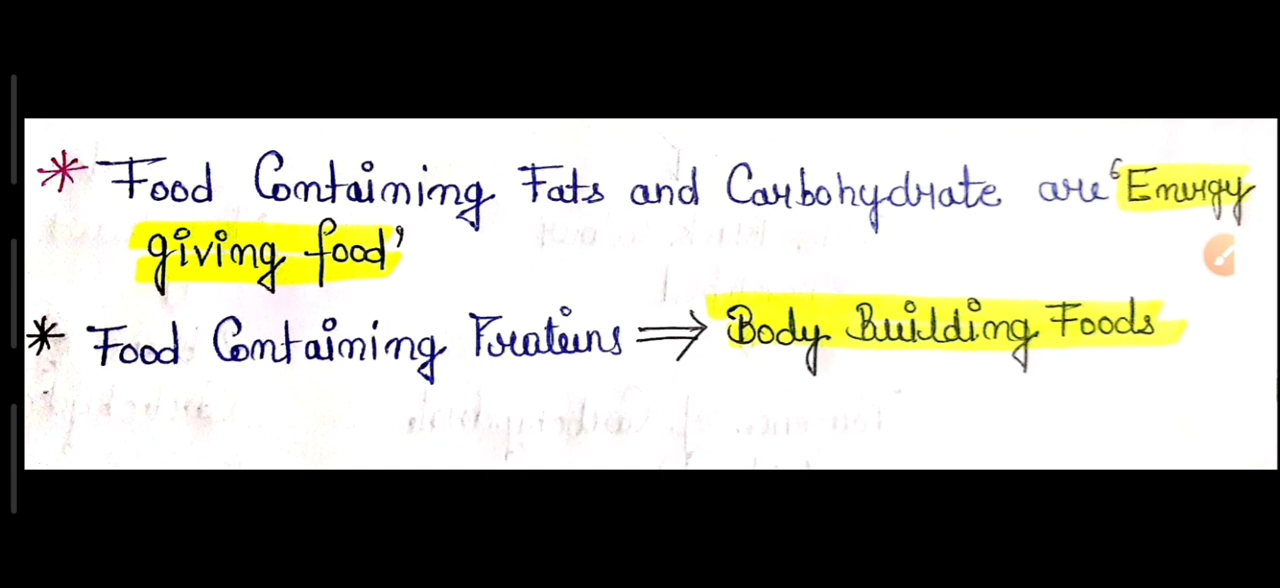 * Food Containing Fats and Carbohydrate are ‘Energy
giving food’
* Food Containing Proteins ⇒ Body Building Foods